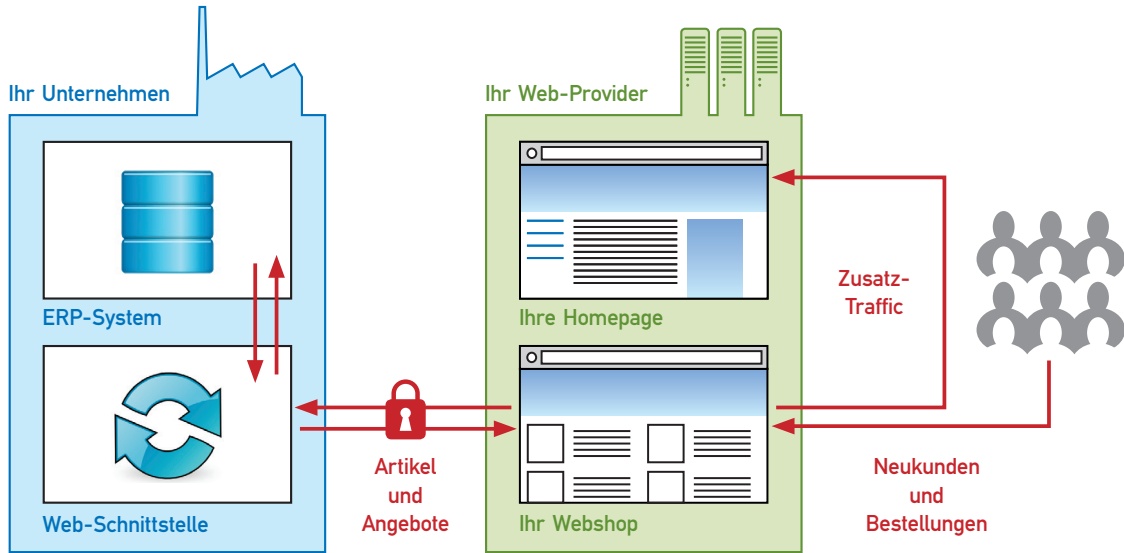 Ihr Unternehmen
ERP-System
Web-Schnittstelle
Artikel
und
Angebote
Ihr Web-Provider
Ihre Homepage
Ihr Webshop
Zusatz-
Traffic
Neukunden
und
Bestellungen